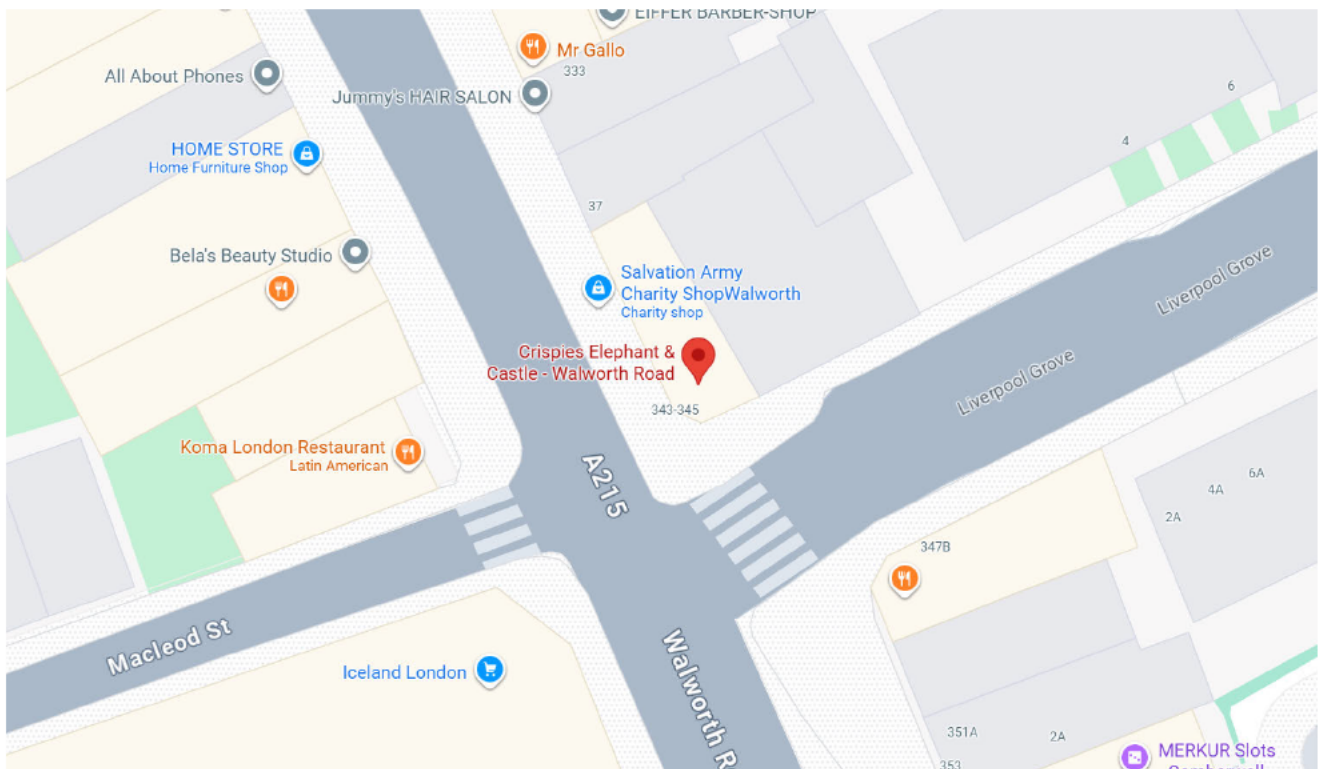 EIFFER BARBER-SHOP
Mr Gallo
333
All About Phones
Jummy's HAIR SALON
6
4
HOME STORE
Home Furniture Shop
37
Bela's Beauty Studio
Salvation Army
Charity ShopWalworth
Charity shop
Liverpool Grove
Crispies Elephant &
Castle - Walworth Road
343-345
Liverpool Grove
Koma London Restaurant
Latin American
A215
6A
4A
2A
347B
Macleod St
Iceland London
Walworth R
351A
2A
MERKUR Slots
353